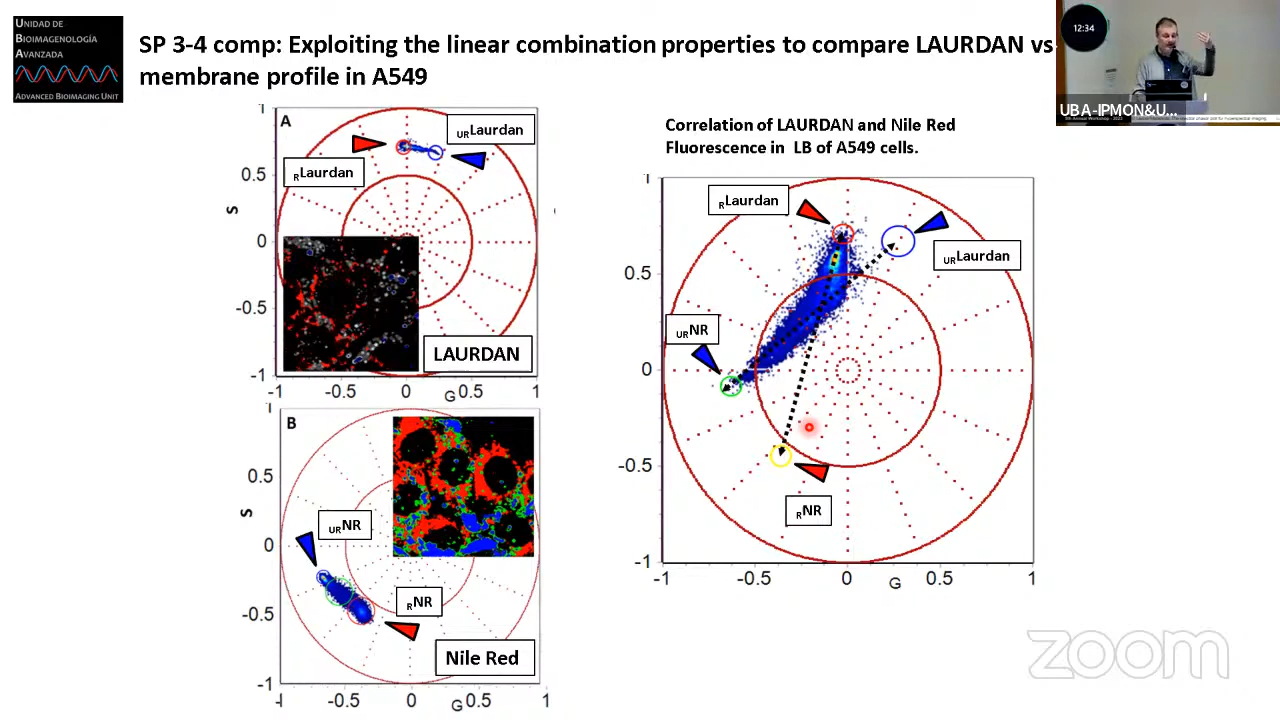 UNIDAD DE
BIOIMAGENOLOGÍA
AVANZADA
ADVANCED BIOIMAGING UNIT
SP 3-4 comp: Exploiting the linear combination properties to compare LAURDAN vs
membrane profile in A549
12:34
UBA-IPMON&U...
A
URLaurdan
RLaurdan
LAURDAN
1
0.5
0
-0.5
-1
S
-1 -0.5 0 G 0.5 1
B
URNR
RNR
Nile Red
1
0.5
0
-0.5
-1
S
-1 -0.5 0 G 0.5 1
Correlation of LAURDAN and Nile Red
Fluorescence in LB of A549 cells.
RLaurdan
URLaurdan
URNR
RNR
1
0.5
0
-0.5
-1
-1 -0.5 0 G 0.5 1
zoom